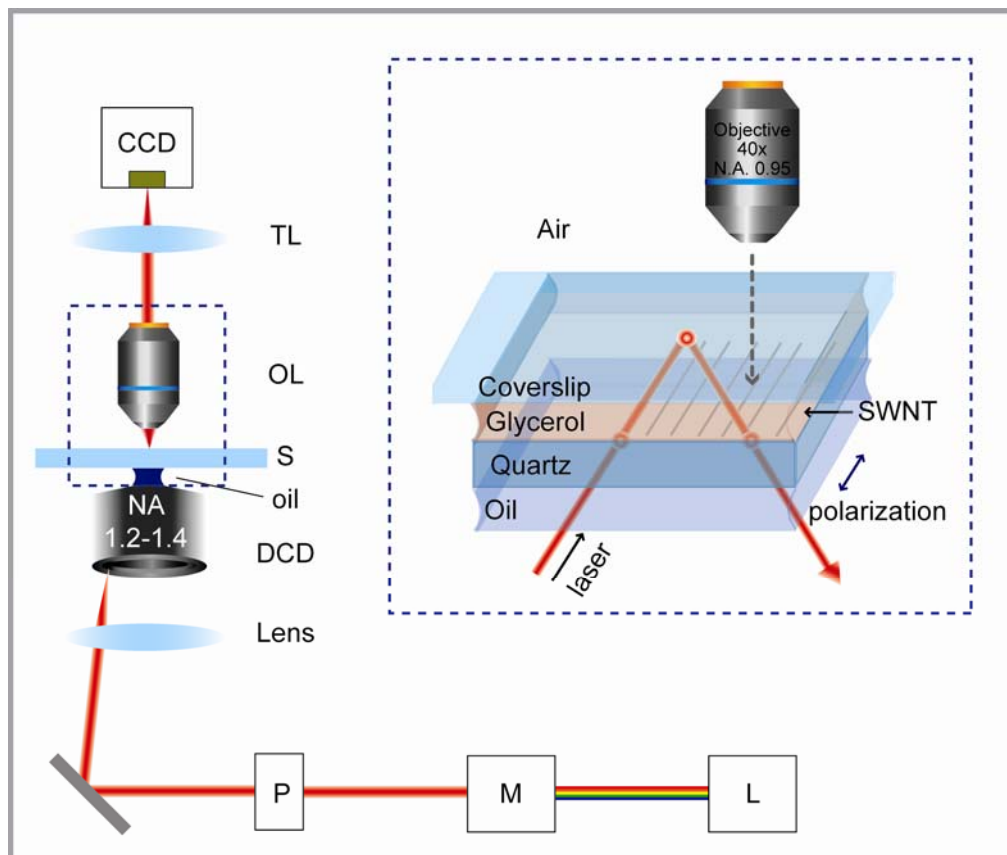 CCD
TL
OL
S
oil
NA
1.2-1.4
DCD
Lens
P
M
L
Objective
40x
N.A. 0.95
Air
Coverslip
Glycerol
SWNT
Quartz
Oil
polarization
laser